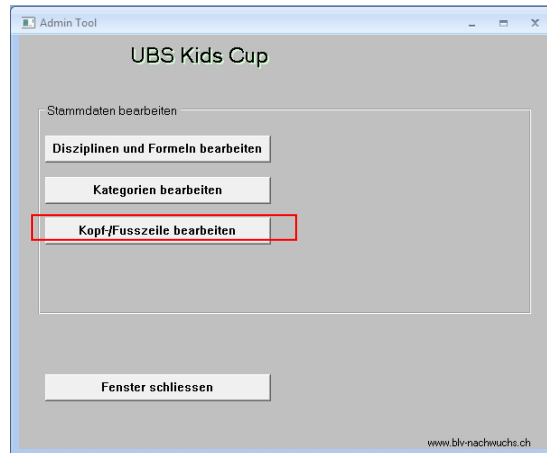 Admin Tool
UBS Kids Cup
Stammdaten bearbeiten
Disziplinen und Formeln bearbeiten
Kategorien bearbeiten
Kopf-/Fusszeile bearbeiten
Fenster schliessen
www.blv-nachwuchs.ch